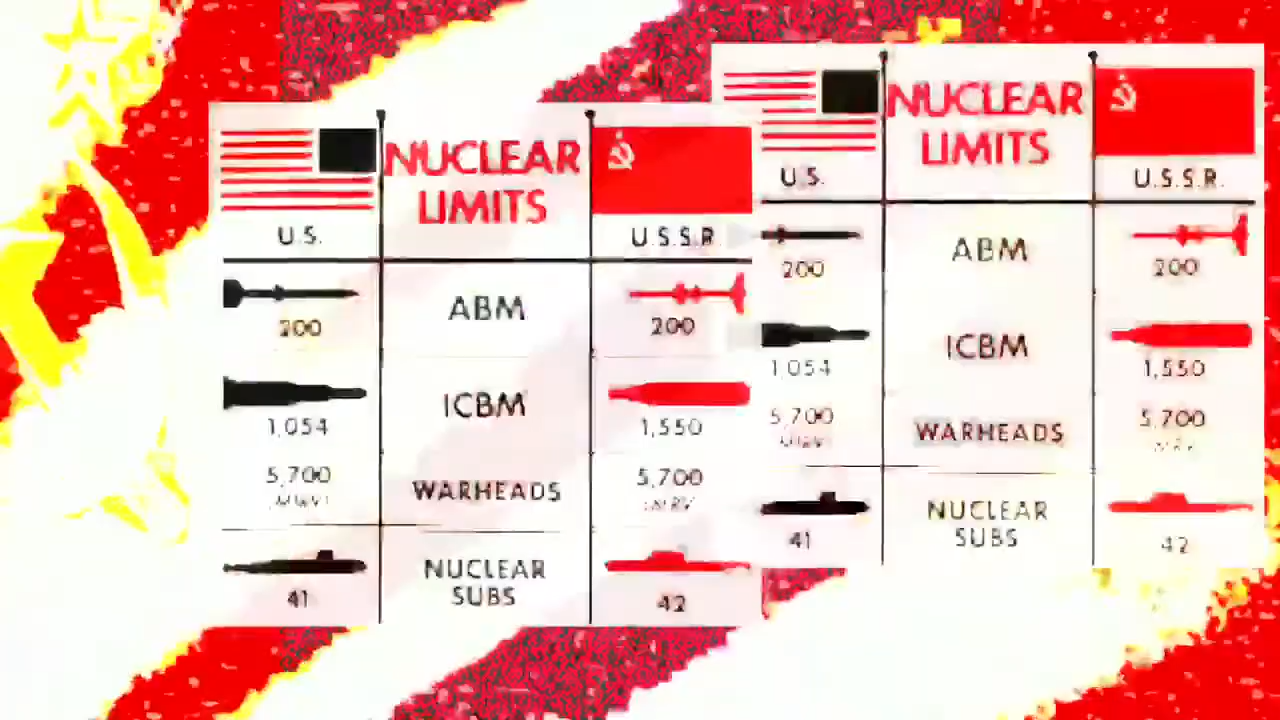 NUCLEAR
LIMITS
U.S.
U.S.S.R.
ABM
200
200
ICBM
1,054
1,550
5,700
WARHEADS
5,700
NUCLEAR
SUBS
41
42
NUCLEAR
LIMITS
U.S.
U.S.S.R.
ABM
200
200
ICBM
1,054
1,550
5,700
WARHEADS
5,700
NUCLEAR
SUBS
41
42